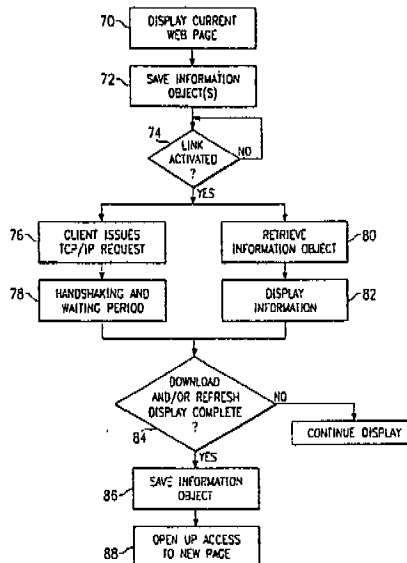 70
DISPLAY CURRENT
WEB PAGE
72
SAVE INFORMATION
OBJECT(S)
74
LINK
ACTIVATED
?
NO
YES
76
CLIENT ISSUES
TCP/IP REQUEST
RETRIEVE
INFORMATION OBJECT
80
78
HANDSHAKING AND
WAITING PERIOD
DISPLAY
INFORMATION
82
DOWNLOAD
AND/OR REFRESH
DISPLAY COMPLETE
?
84
NO
CONTINUE DISPLAY
YES
86
SAVE INFORMATION
OBJECT
88
OPEN UP ACCESS
TO NEW PAGE